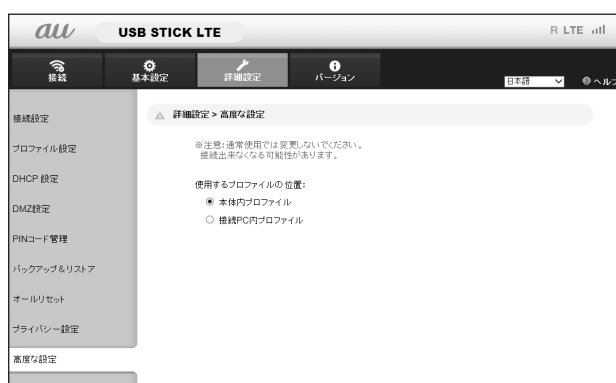 au USB STICK LTE R LTE
接続 基本設定 詳細設定 バージョン 日本語 ヘルプ
接続設定
プロファイル設定
DHCP 設定
DMZ設定
PINコード管理
バックアップ&リストア
オールリセット
プライバシー設定
高度な設定
詳細設定 > 高度な設定
※注意:通常使用では変更しないでください。
接続出来なくなる可能性があります。
使用するプロファイルの位置:
本体内プロファイル
接続PC内プロファイル